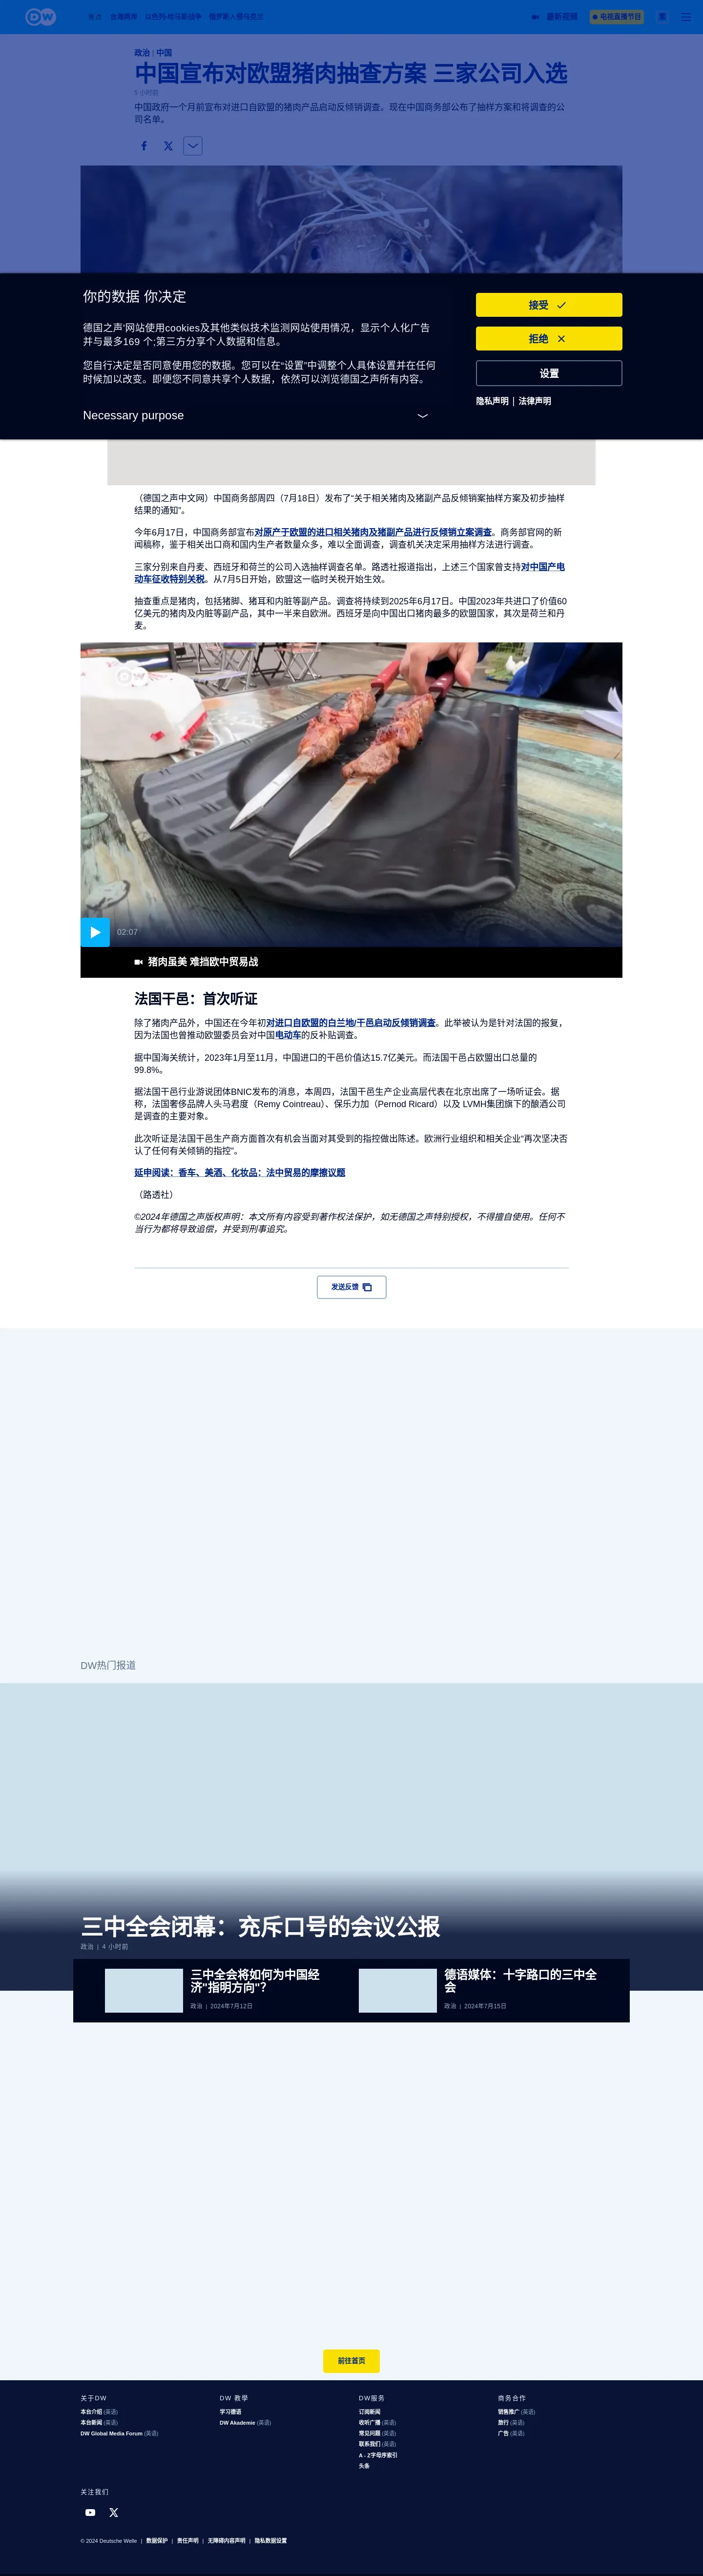 DW
焦点
台海两岸
以色列-哈马斯战争
俄罗斯入侵乌克兰
最新视频
电视直播节目
繁
政治 | 中国
中国宣布对欧盟猪肉抽查方案 三家公司入选
5 小时前
中国政府一个月前宣布对进口自欧盟的猪肉产品启动反倾销调查。现在中国商务部公布了抽样方案和将调查的公
司名单。
你的数据 你决定
德国之声'网站使用cookies及其他类似技术监测网站使用情况，显示个人化广告
并与最多169 个;第三方分享个人数据和信息。
您自行决定是否同意使用您的数据。您可以在"设置"中调整个人具体设置并在任何
时候加以改变。即便您不同意共享个人数据，依然可以浏览德国之声所有内容。
Necessary purpose
接受
拒绝
设置
隐私声明 | 法律声明
（德国之声中文网）中国商务部周四（7月18日）发布了“关于相关猪肉及猪副产品反倾销案抽样方案及初步抽样
结果的通知”。
今年6月17日，中国商务部宣布对原产于欧盟的进口相关猪肉及猪副产品进行反倾销立案调查。商务部官网的新
闻稿称，鉴于相关出口商和国内生产者数量众多，难以全面调查，调查机关决定采用抽样方法进行调查。
三家分别来自丹麦、西班牙和荷兰的公司入选抽样调查名单。路透社报道指出，上述三个国家曾支持对中国产电
动车征收特别关税。从7月5日开始，欧盟这一临时关税开始生效。
抽查重点是猪肉，包括猪脚、猪耳和内脏等副产品。调查将持续到2025年6月17日。中国2023年共进口了价值60
亿美元的猪肉及内脏等副产品，其中一半来自欧洲。西班牙是向中国出口猪肉最多的欧盟国家，其次是荷兰和丹
麦。
DW
02:07
猪肉虽美 难挡欧中贸易战
法国干邑：首次听证
除了猪肉产品外，中国还在今年初对进口自欧盟的白兰地/干邑启动反倾销调查。此举被认为是针对法国的报复，
因为法国也曾推动欧盟委员会对中国电动车的反补贴调查。
据中国海关统计，2023年1月至11月，中国进口的干邑价值达15.7亿美元。而法国干邑占欧盟出口总量的
99.8%。
据法国干邑行业游说团体BNIC发布的消息，本周四，法国干邑生产企业高层代表在北京出席了一场听证会。据
称，法国奢侈品牌人头马君度（Remy Cointreau）、保乐力加（Pernod Ricard）以及 LVMH集团旗下的酿酒公司
是调查的主要对象。
此次听证是法国干邑生产商方面首次有机会当面对其受到的指控做出陈述。欧洲行业组织和相关企业“再次坚决否
认了任何有关倾销的指控”。
延申阅读：香车、美酒、化妆品：法中贸易的摩擦议题
（路透社）
©2024年德国之声版权声明：本文所有内容受到著作权法保护，如无德国之声特别授权，不得擅自使用。任何不
当行为都将导致追偿，并受到刑事追究。
发送反馈
DW热门报道
三中全会闭幕：充斥口号的会议公报
政治 | 4 小时前
三中全会将如何为中国经
济"指明方向"？
政治 | 2024年7月12日
德语媒体：十字路口的三中全
会
政治 | 2024年7月15日
前往首页
关于DW
本台介绍 (英语)
本台新闻 (英语)
DW Global Media Forum (英语)
DW 教學
学习德语
DW Akademie (英语)
DW服务
订阅新闻
收听广播 (英语)
常见问题 (英语)
联系我们 (英语)
A - Z字母序索引
头条
商务合作
销售推广 (英语)
旅行 (英语)
广告 (英语)
关注我们
© 2024 Deutsche Welle | 数据保护 | 责任声明 | 无障碍内容声明 | 隐私数据设置